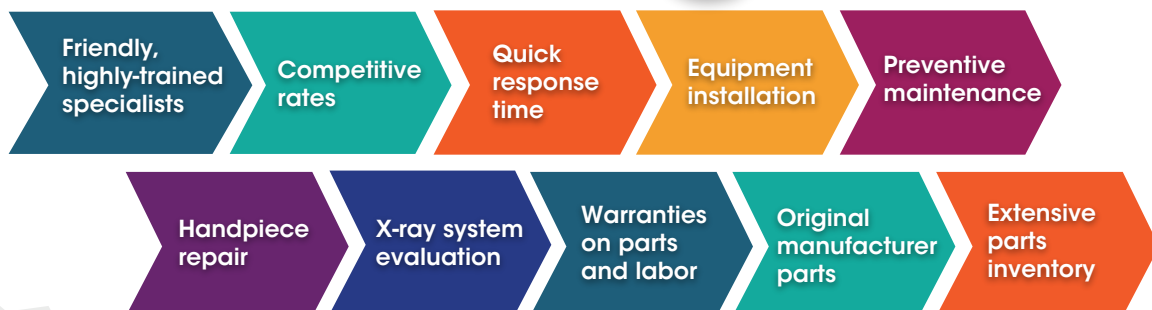 Friendly,
highly-trained
specialists
Competitive
rates
Quick
response
time
Equipment
installation
Preventive
maintenance
Handpiece
repair
X-ray system
evaluation
Warranties
on parts
and labor
Original
manufacturer
parts
Extensive
parts
inventory